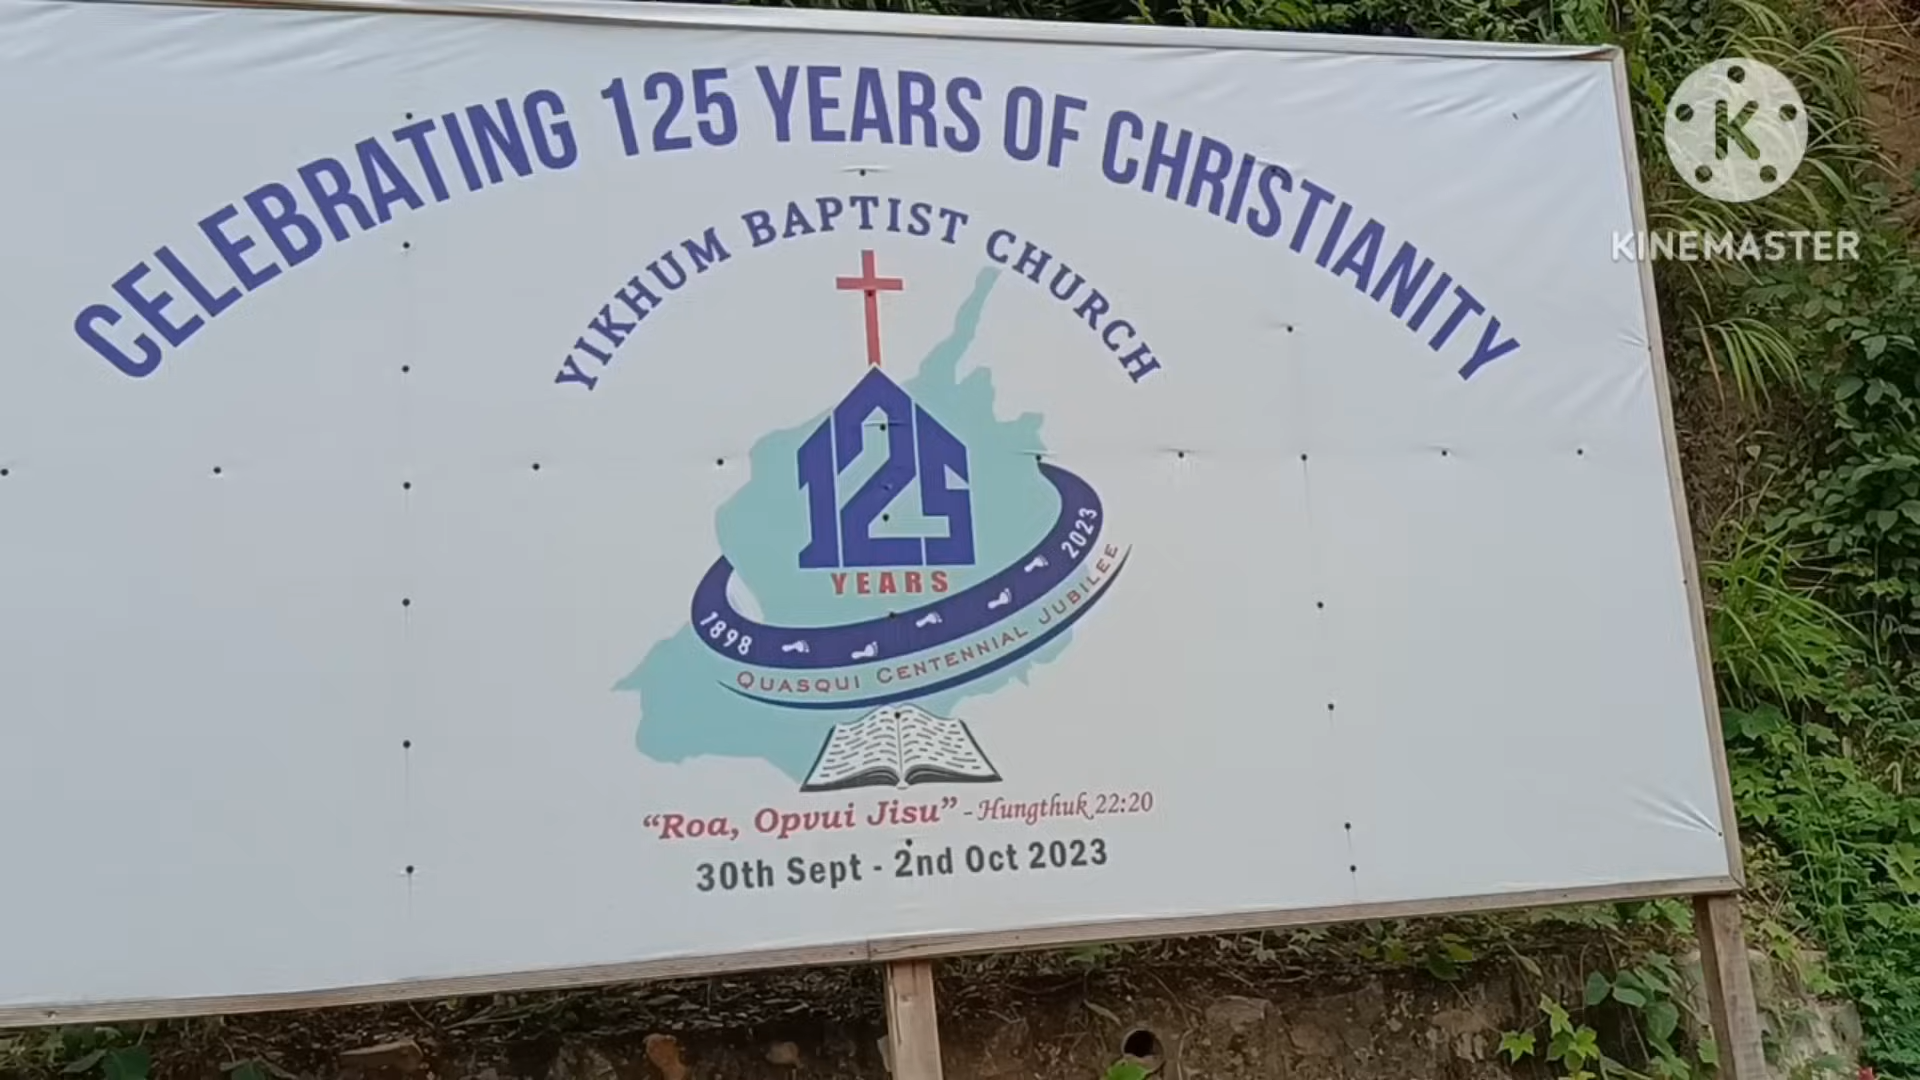 CELEBRATING 125 YEARS OF CHRISTIANITY
YIKHUM BAPTIST CHURCH
125
YEARS
1898 2023
QUASQUI CENTENNIAL JUBILEE
"Roa, Opvui Jisu" - Hungthuk 22:20
30th Sept - 2nd Oct 2023
K
KINEMASTER